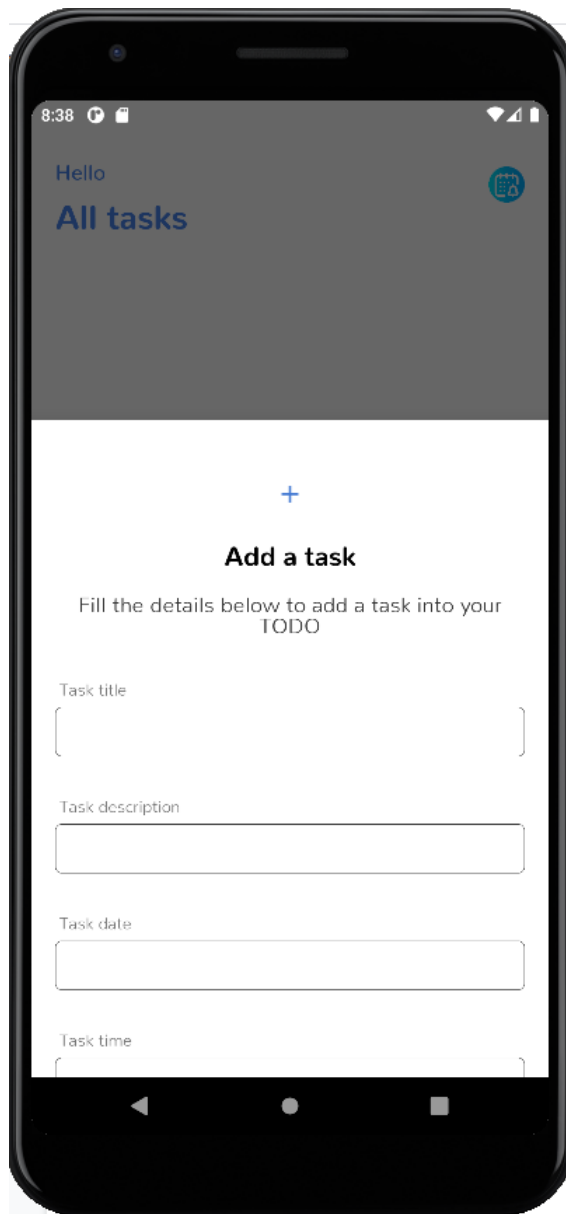 8:38
Hello
All tasks
+
Add a task
Fill the details below to add a task into your
TODO
Task title
Task description
Task date
Task time